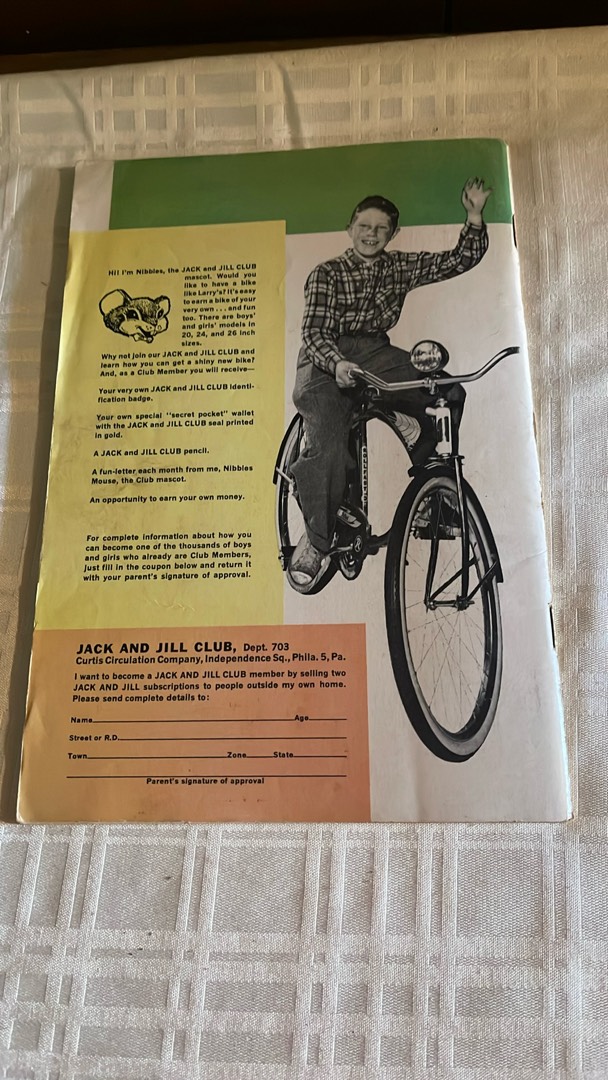 Hi! I'm Nibbles, the JACK and JILL CLUB
mascot. Would you
like to have a bike
like Larry's? It's easy
to earn a bike of your
very own . . . and fun
too. There are boys'
and girls' models in
20, 24, and 26 inch
sizes.
Why not join our JACK and JILL CLUB and
learn how you can get a shiny new bike?
And, as a Club Member you will receive—
Your very own JACK and JILL CLUB identi-
fication badge.
Your own special "secret pocket" wallet
with the JACK and JILL CLUB seal printed
in gold.
A JACK and JILL CLUB pencil.
A fun-letter each month from me, Nibbles
Mouse, the Club mascot.
An opportunity to earn your own money.
For complete information about how you
can become one of the thousands of boys
and girls who already are Club Members,
just fill in the coupon below and return it
with your parent's signature of approval.
JACK AND JILL CLUB, Dept. 703
Curtis Circulation Company, Independence Sq., Phila. 5, Pa.
I want to become a JACK AND JILL CLUB member by selling two
JACK AND JILL subscriptions to people outside my own home.
Please send complete details to:
Name Age
Street or R.D.
Town Zone State
Parent's signature of approval